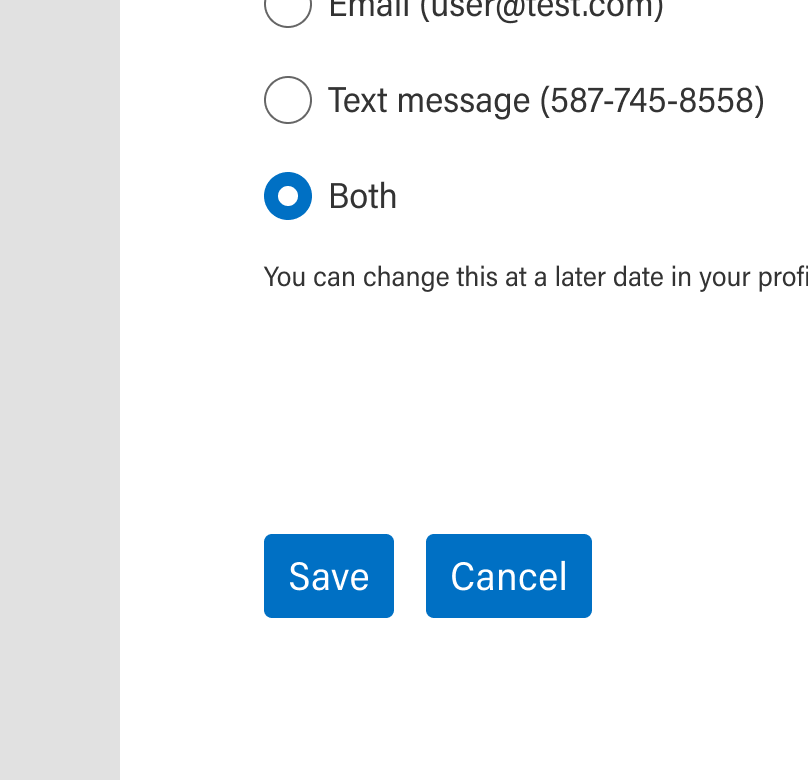 Email (user@test.com)
Text message (587-745-8558)
Both
You can change this at a later date in your profi
Save
Cancel